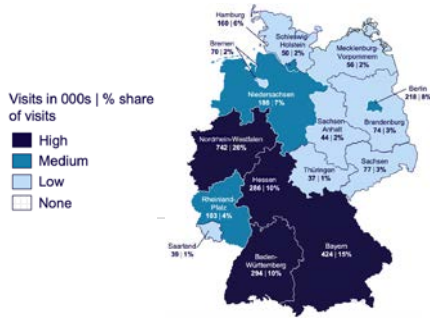 Hamburg
160 | 6%
Schleswig
Holstein
50 | 2%
Mecklenburg-
Vorpommern
56 | 2%
Bremen
70 | 2%
Berlin
218 | 8%
Niedersachsen
186 | 7%
Brandenburg
74 | 3%
Sachsen-
Anhalt
44 | 2%
Visits in 000s | % share
of visits
High
Medium
Low
None
Nordrhein-Westfalen
742 | 26%
Sachsen
77 | 3%
Thüringen
37 | 1%
Hessen
286 | 10%
Rheinland-
Pfalz
103 | 4%
Saarland
39 | 1%
Bayern
424 | 15%
Baden-
Württemberg
294 | 10%